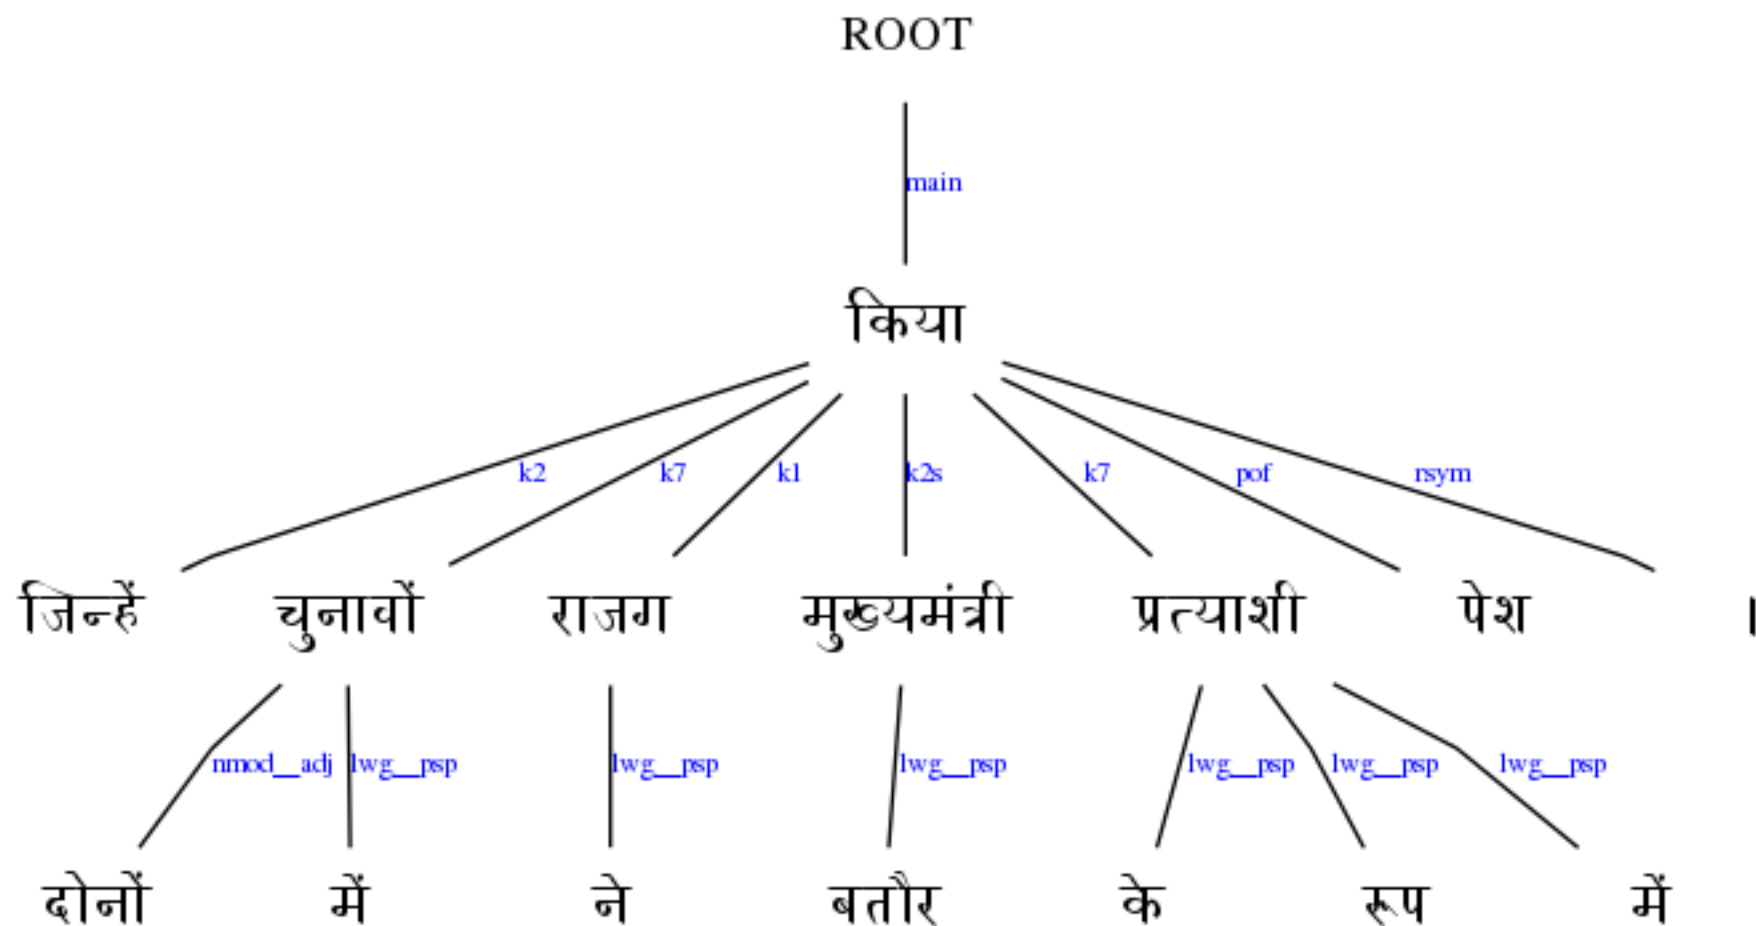 ROOT
main
किया
k2 k7 k1 k2s k7 pof rsym
जिन्हें चुनावों राजग मुख्यमंत्री प्रत्याशी पेश ।
nmod__adj lwg__psp lwg__psp lwg__psp lwg__psp lwg__psp lwg__psp
दोनों में ने बतौर के रूप में